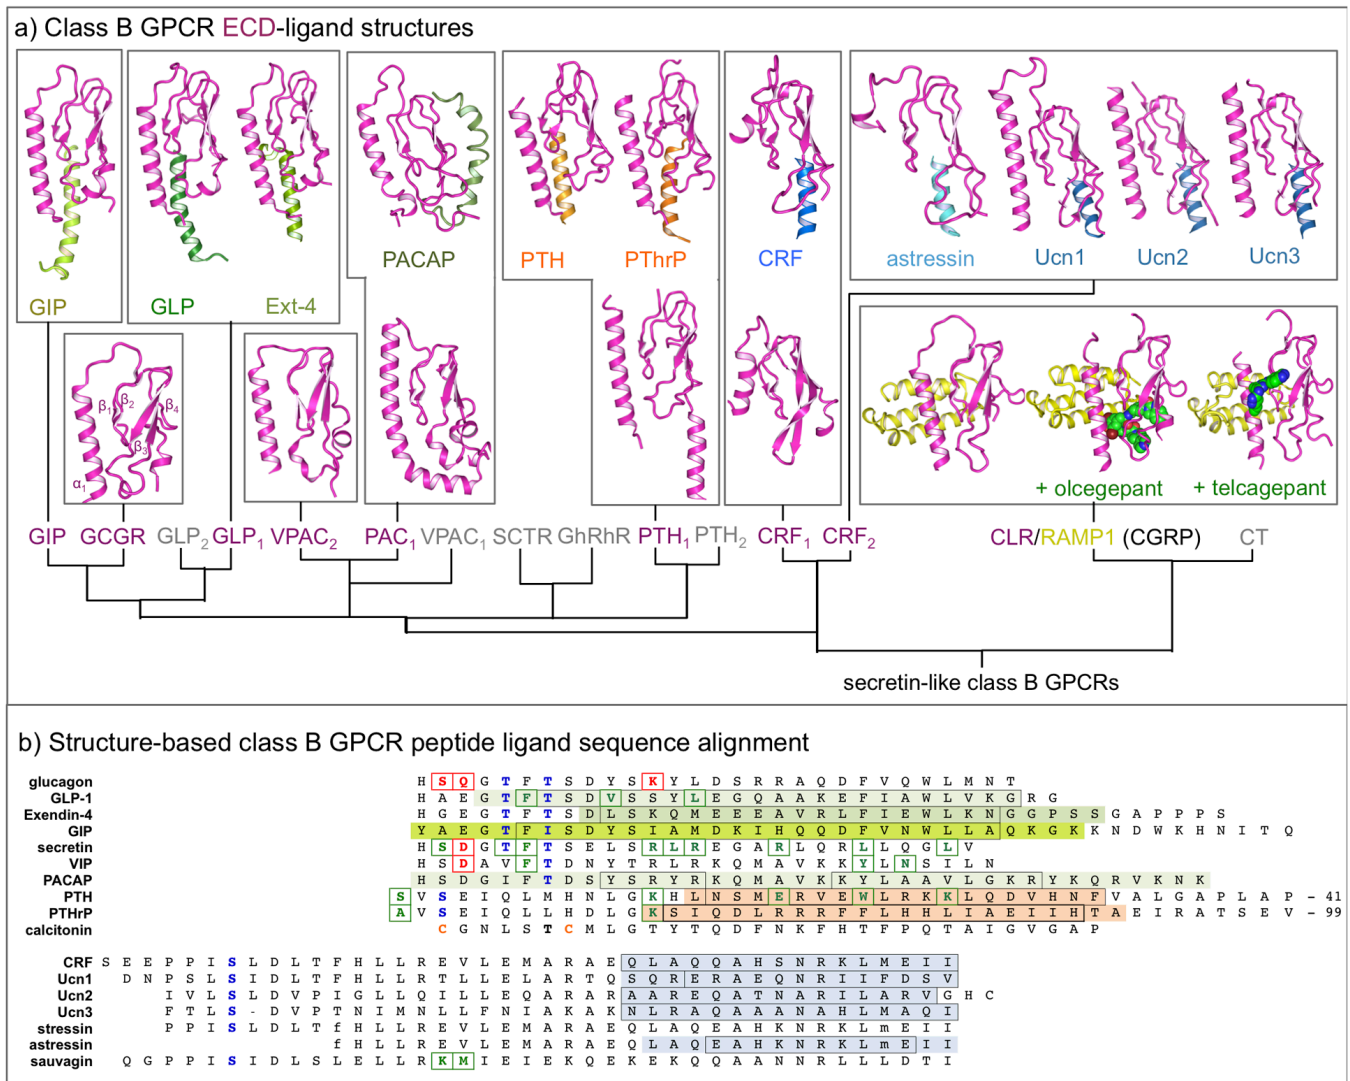 a) Class B GPCR ECD-ligand structures
GIP
GLP
Ext-4
PACAP
PTH
PThrP
CRF
astressin
Ucn1
Ucn2
Ucn3
β1
β2
β4
β3
α1
+ olcegepant
+ telcagepant
GIP GCGR GLP2 GLP1 VPAC2 PAC1 VPAC1 SCTR GhRhR PTH1 PTH2 CRF1 CRF2 CLR/RAMP1 (CGRP) CT
secretin-like class B GPCRs
b) Structure-based class B GPCR peptide ligand sequence alignment
glucagon H S Q G T F T S D Y S K Y L D S R R A Q D F V Q W L M N T
GLP-1 H A E G T F T S D V S S Y L E G Q A A K E F I A W L V K G R G
Exendin-4 H G E G T F T S D L S K Q M E E E A V R L F I E W L K N G G P S S G A P P P S
GIP Y A E G T F I S D Y S I A M D K I H Q Q D F V N W L L A Q K G K K N D W K H N I T Q
secretin H S D G T F T S E L S R L R E G A R L Q R L L Q G L V
VIP H S D A V F T D N Y T R L R K Q M A V K K Y L N S I L N
PACAP H S D G I F T D S Y S R Y R K Q M A V K K Y L A A V L G K R Y K Q R V K N K
PTH S V S E I Q L M H N L G K H L N S M E R V E W L R K K L Q D V H N F V A L G A P L A P - 41
PTHrP A V S E I Q L L H D L G K S I Q D L R R R F F L H H L I A E I H T A E I R A T S E V - 99
calcitonin C G N L S T C M L G T Y T Q D F N K F H T F P Q T A I G V G A P
CRF S E E P P I S L D L T F H L L R E V L E M A R A E Q L A Q Q A H S N R K L M E I I
Ucn1 D N P S L S I D L T F H L L R T L L E L A R T Q S Q R E R A E Q N R I I F D S V
Ucn2 I V L S L D V P I G L L Q I L L E Q A R A R A A R E Q A T N A R I L A R V G H C
Ucn3 F T L S - D V P T N I M N L L F N I A K A K N L R A Q A A A N A H L M A Q I
stressin P P I S L D L T f H L L R E V L E M A R A E Q L A Q E A H K N R K L m E I I
astressin f H L L R E V L E M A R A E Q L A Q E A H K N R K L m E I I
sauvagin Q G P P I S I D L S L E L L R K M I E I E K Q E K E K Q Q A A N N R L L L D T I